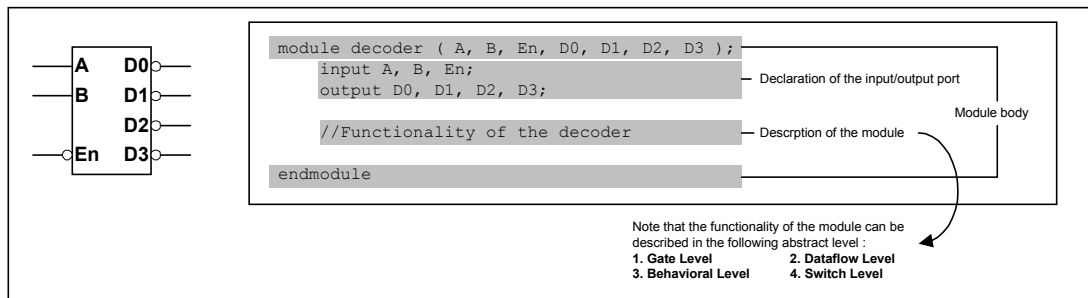 A D0
B D1
D2
En D3
module decoder ( A, B, En, D0, D1, D2, D3 );
input A, B, En;
output D0, D1, D2, D3;
Declaration of the input/output port
Module body
//Functionality of the decoder
Descrption of the module
endmodule
Note that the functionality of the module can be
described in the following abstract level :
1. Gate Level 2. Dataflow Level
3. Behavioral Level 4. Switch Level